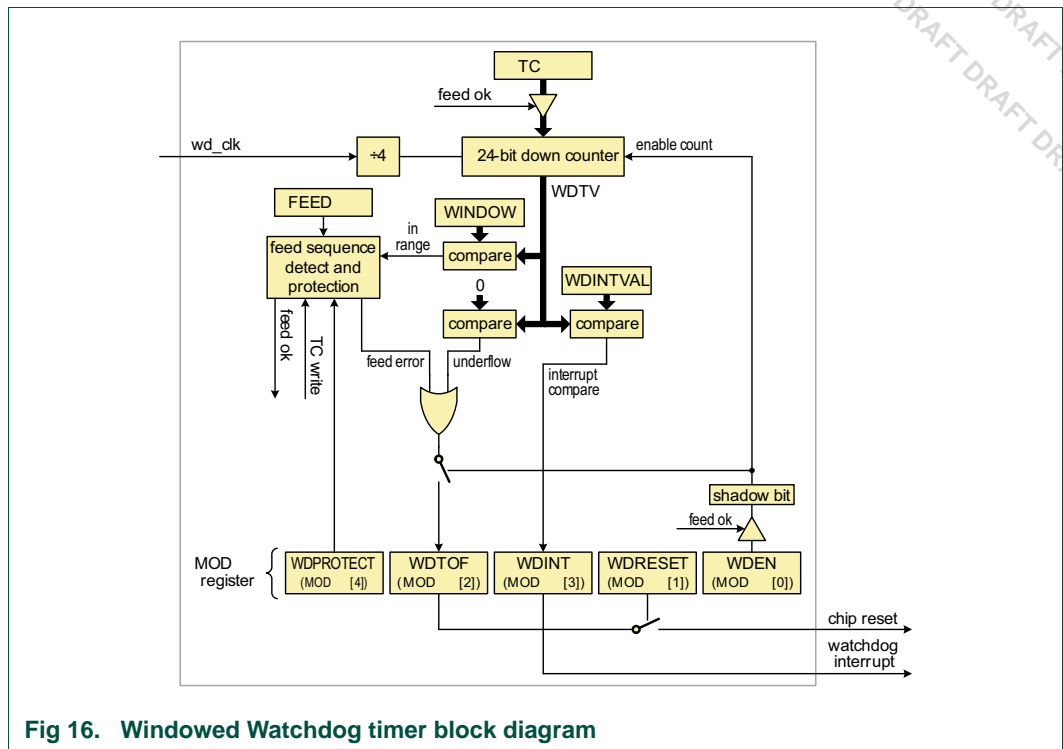 DRAFT DRAFT
DRAFT DRAFT DR
TC
feed ok
wd_clk
÷4
24-bit down counter
enable count
WDTV
FEED
WINDOW
in
range
feed sequence
detect and
protection
compare
WDINTVAL
0
compare
compare
feed ok
TC write
feed error
underflow
interrupt
compare
shadow bit
feed ok
MOD
register
WDPROTECT
(MOD [4])
WDTOF
(MOD [2])
WDINT
(MOD [3])
WDRESET
(MOD [1])
WDEN
(MOD [0])
chip reset
watchdog
interrupt
Fig 16. Windowed Watchdog timer block diagram